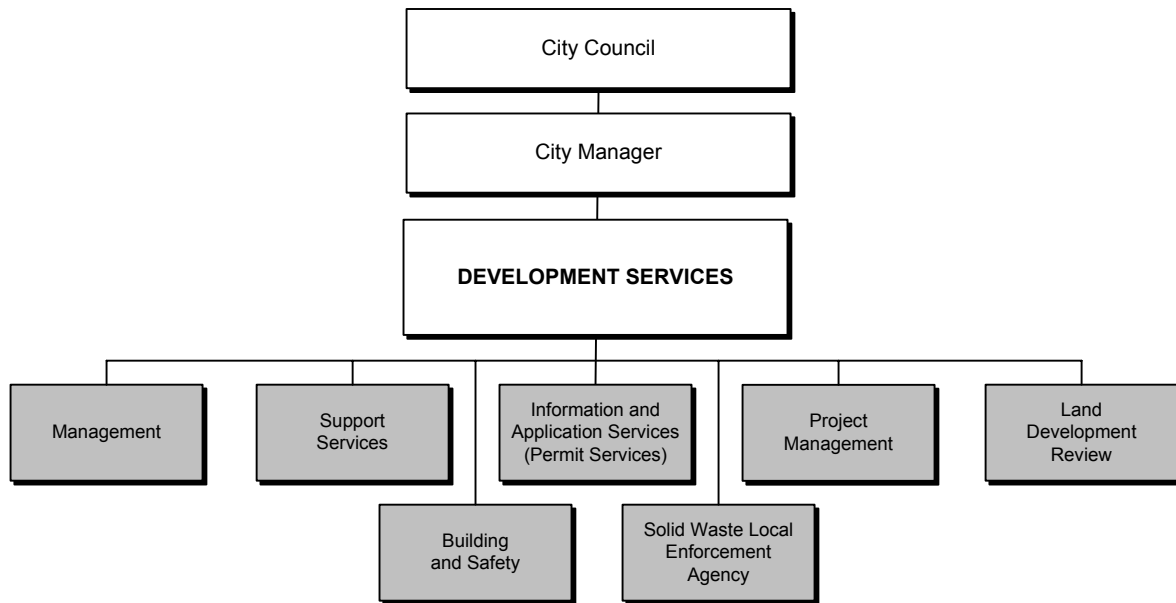 City Council
City Manager
DEVELOPMENT SERVICES
Management
Support
Services
Information and
Application Services
(Permit Services)
Project
Management
Land
Development
Review
Building
and Safety
Solid Waste Local
Enforcement
Agency